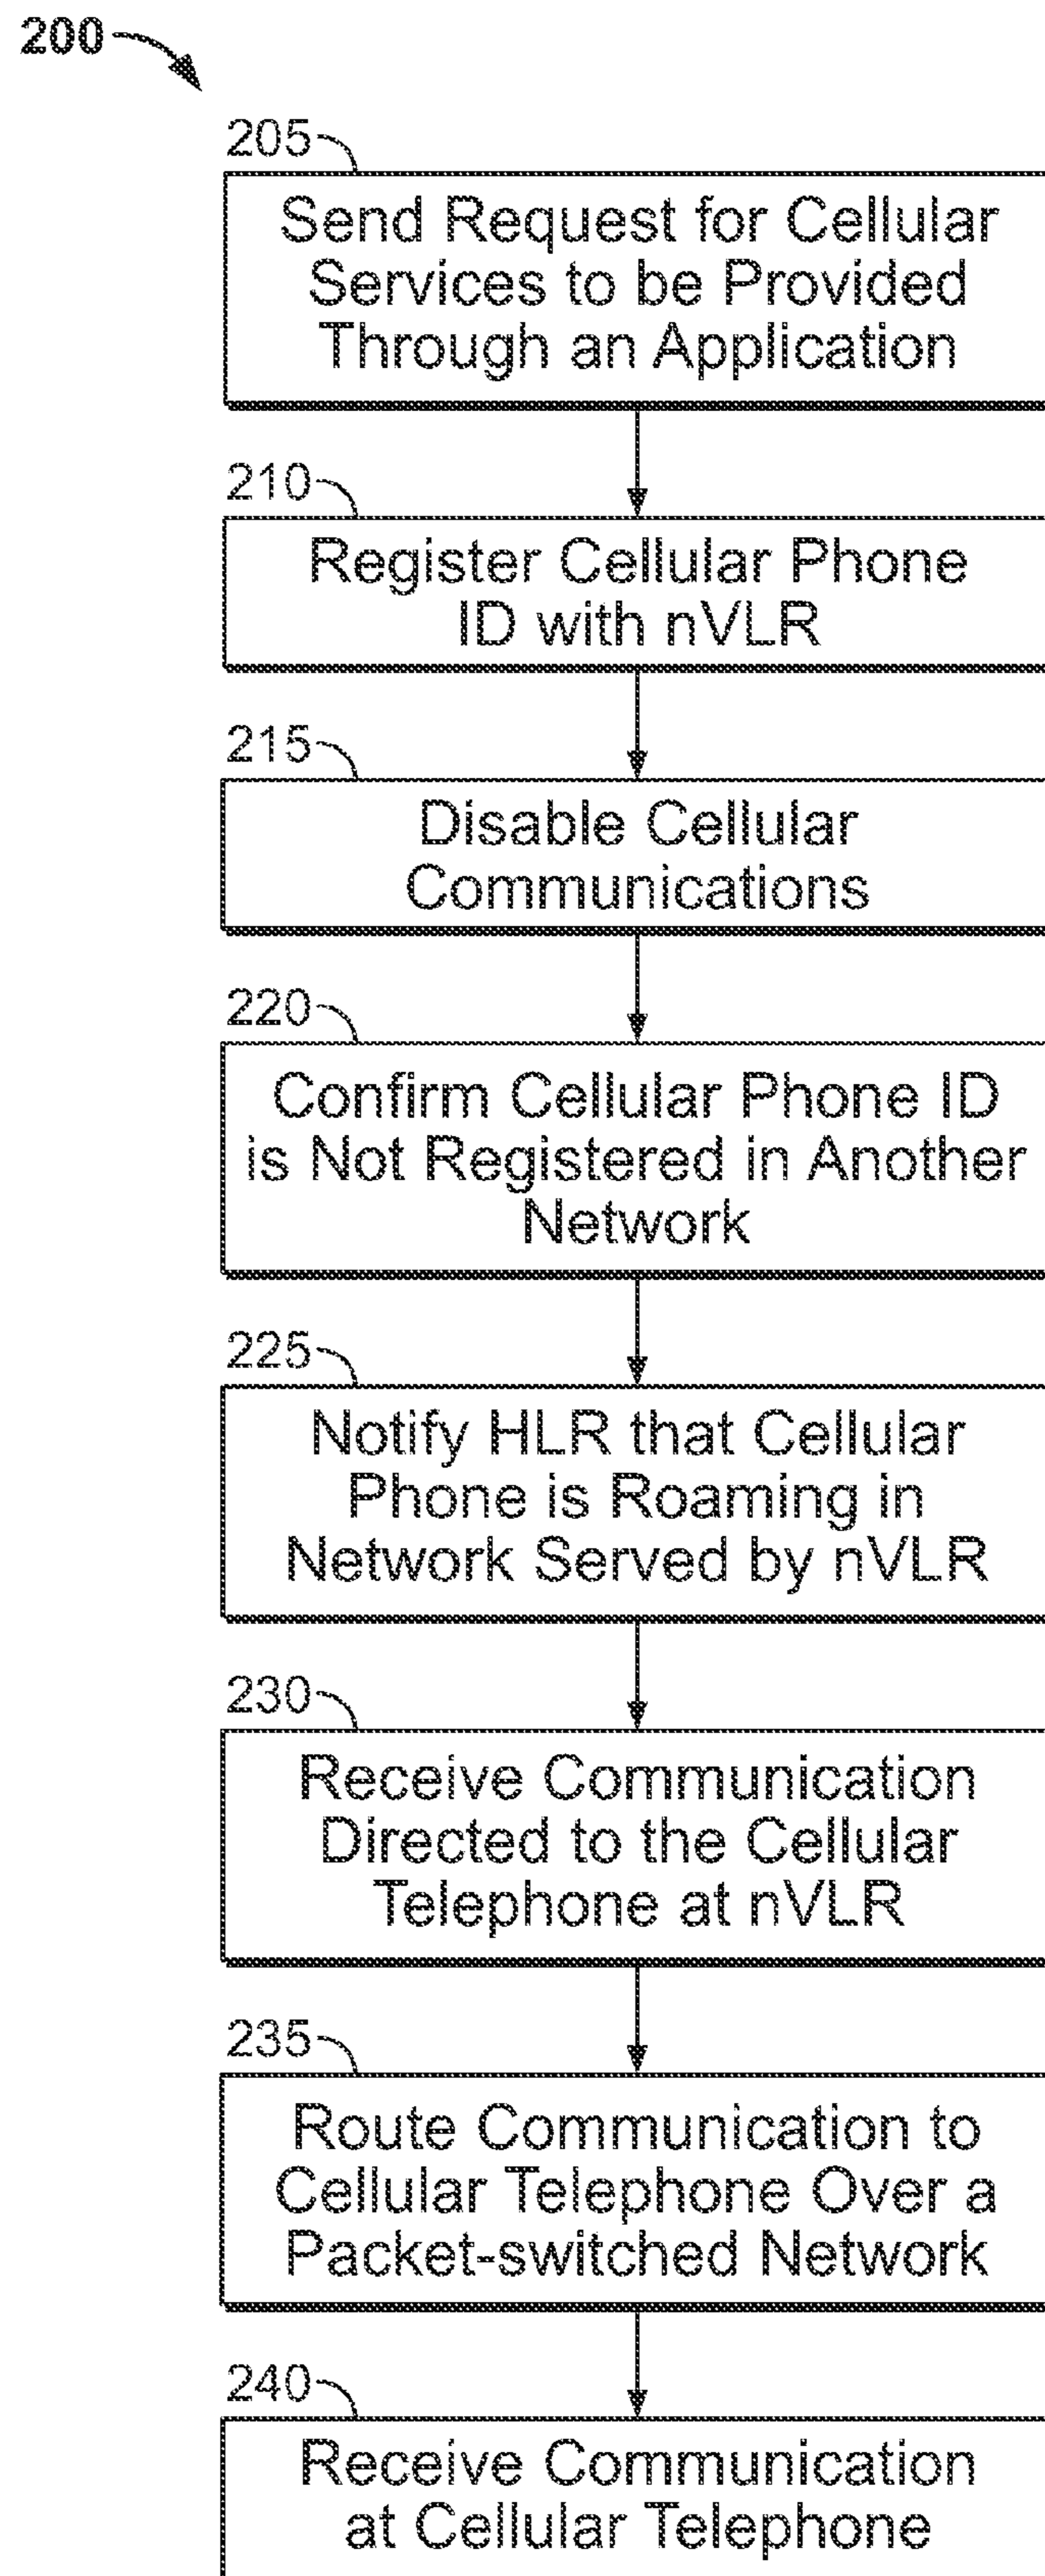 200
205
Send Request for Cellular
Services to be Provided
Through an Application
210
Register Cellular Phone
ID with nVLR
215
Disable Cellular
Communications
220
Confirm Cellular Phone ID
is Not Registered in Another
Network
225
Notify HLR that Cellular
Phone is Roaming in
Network Served by nVLR
230
Receive Communication
Directed to the Cellular
Telephone at nVLR
235
Route Communication to
Cellular Telephone Over a
Packet-switched Network
240
Receive Communication
at Cellular Telephone